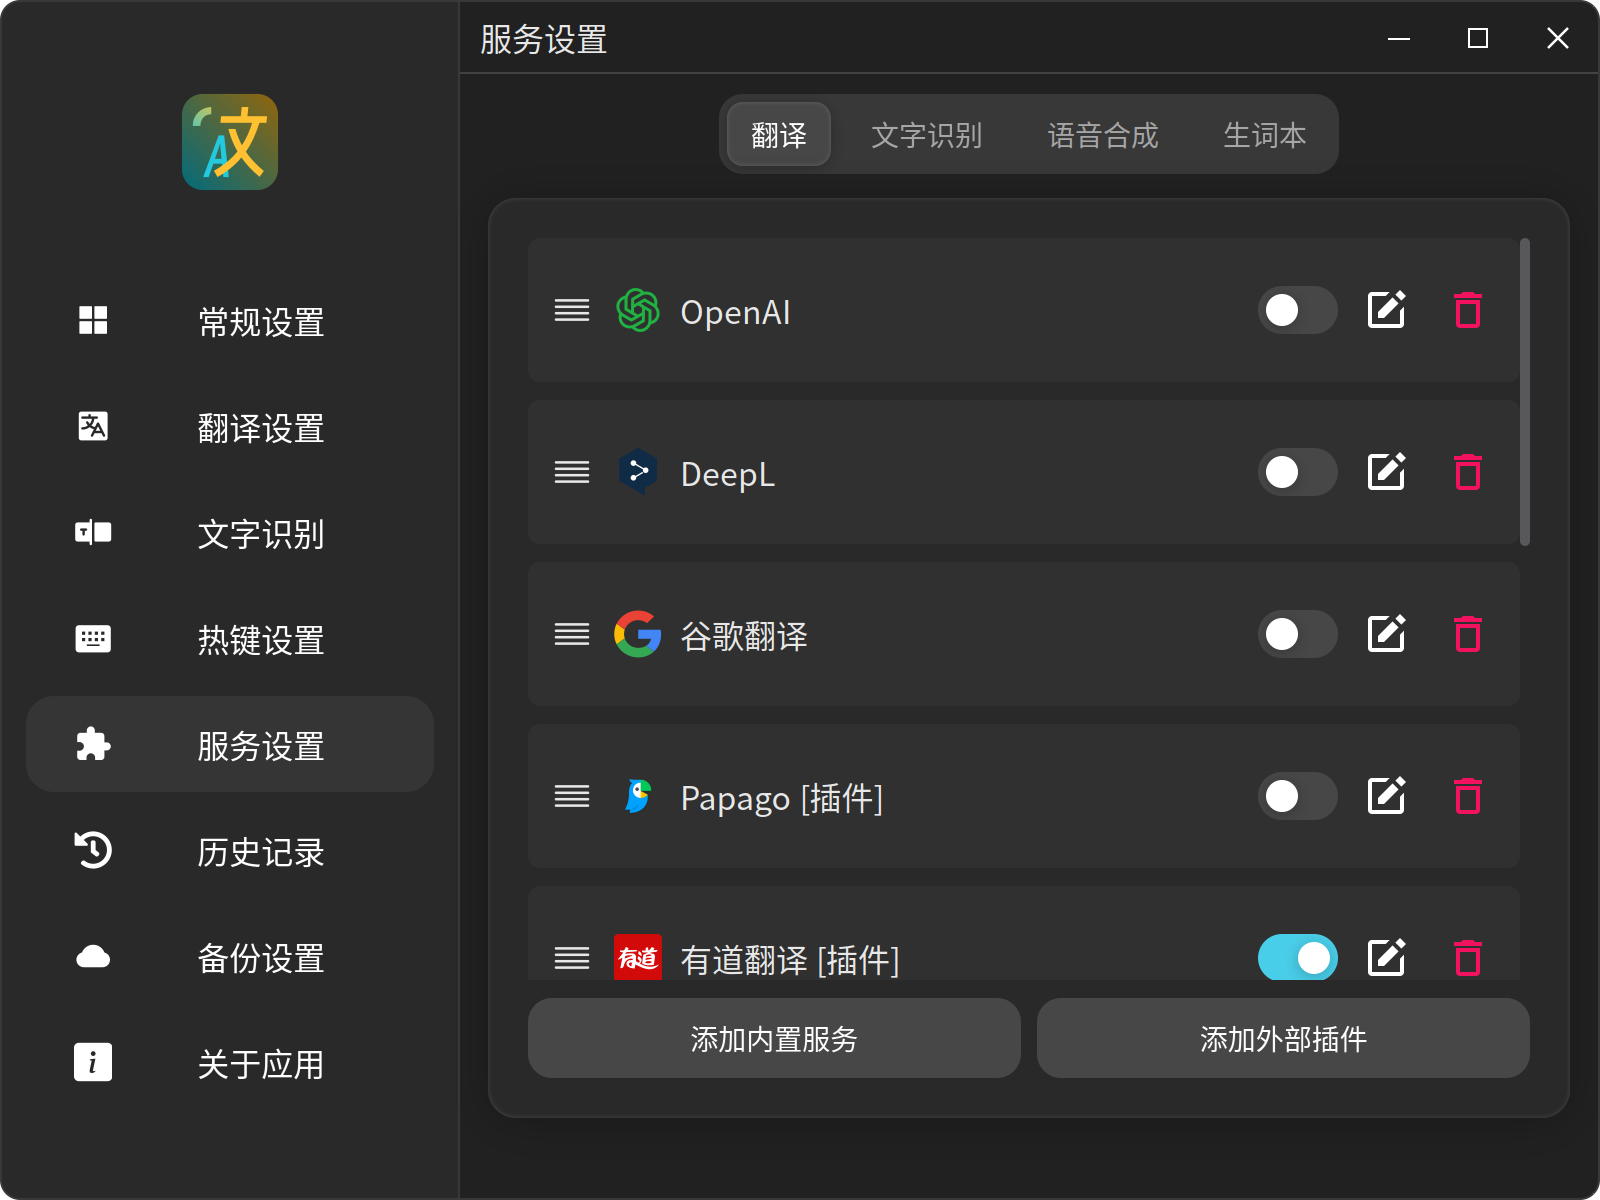 服务设置
常规设置
翻译设置
文字识别
热键设置
服务设置
历史记录
备份设置
关于应用
翻译 文字识别 语音合成 生词本
OpenAI
DeepL
谷歌翻译
Papago [插件]
有道 有道翻译 [插件]
添加内置服务 添加外部插件